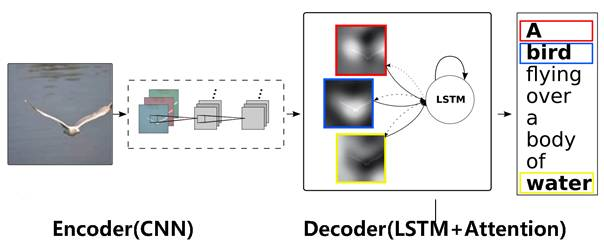 LSTM
A
bird
flying
over
a
body
of
water
Encoder(CNN)
Decoder(LSTM+Attention)